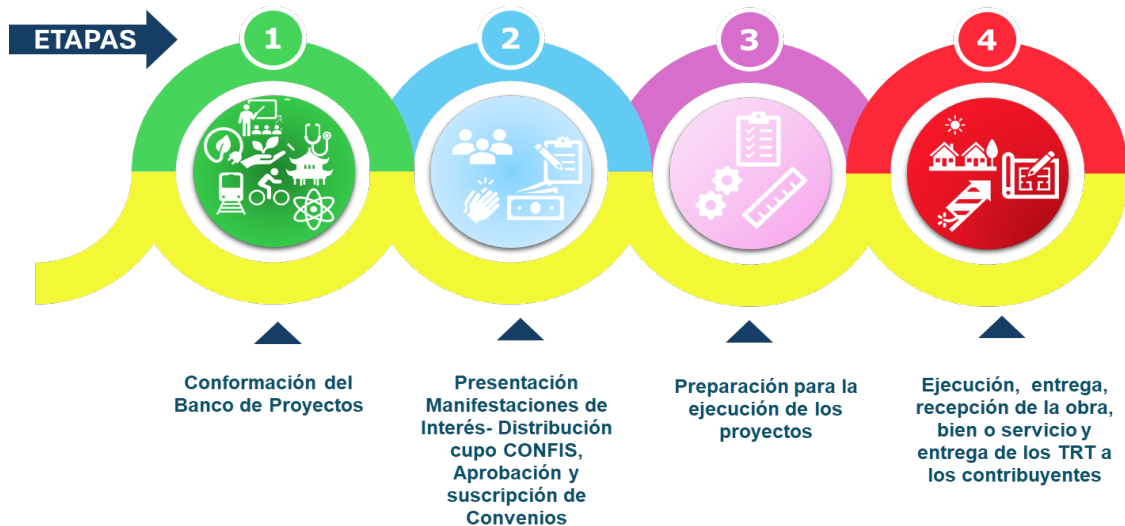 ETAPAS
1
2
3
4
Conformación del
Banco de Proyectos
Presentación
Manifestaciones de
Interés- Distribución
cupo CONFIS,
Aprobación y
suscripción de
Convenios
Preparación para la
ejecución de los
proyectos
Ejecución, entrega,
recepción de la obra,
bien o servicio y
entrega de los TRT a
los contribuyentes